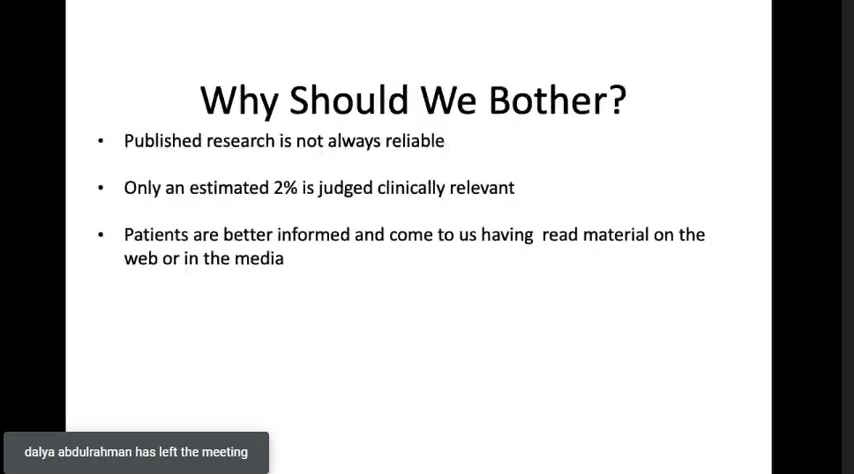 Why Should We Bother?
• Published research is not always reliable
• Only an estimated 2% is judged clinically relevant
• Patients are better informed and come to us having read material on the
web or in the media
dalya abdulrahman has left the meeting